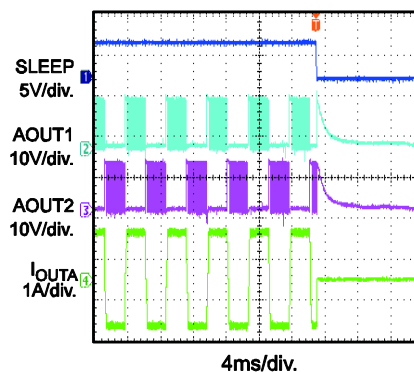 T
SLEEP
1
5V/div.
AOUT1
2
10V/div.
AOUT2
3
10V/div.
IOUTA
4
1A/div.
4ms/div.